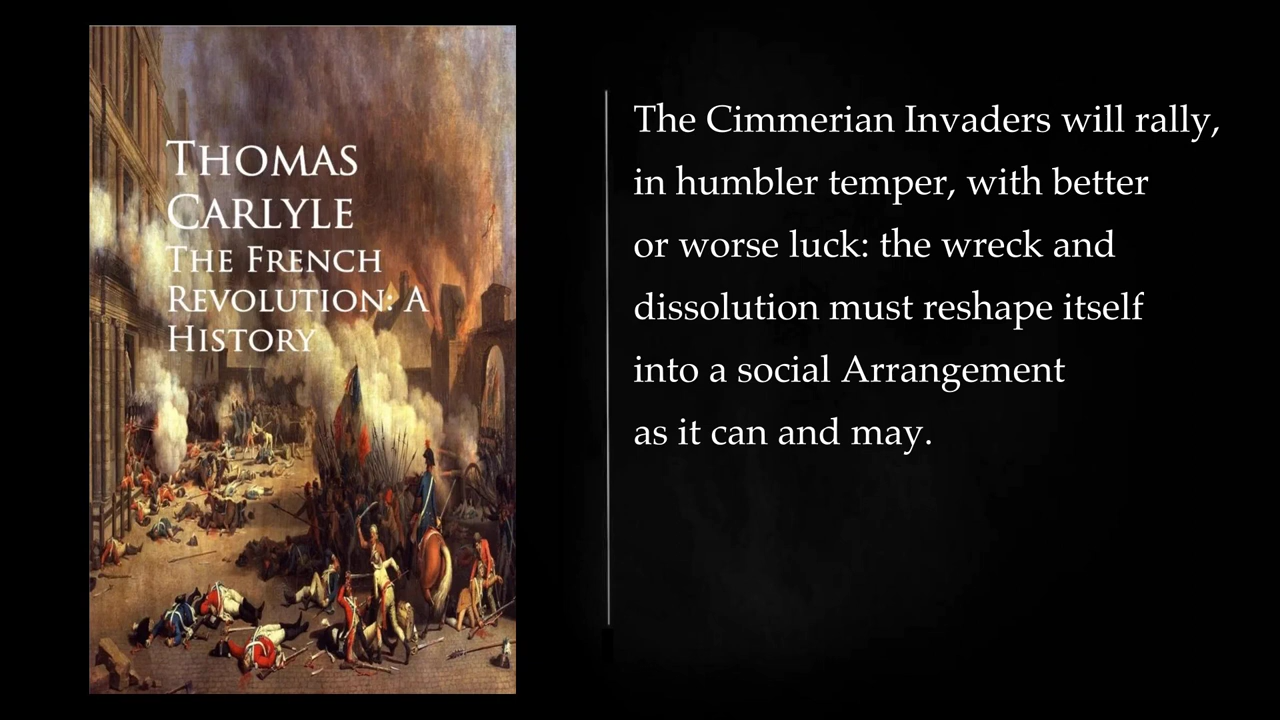 THOMAS
CARLYLE
THE FRENCH
REVOLUTION: A
HISTORY
The Cimmerian Invaders will rally,
in humbler temper, with better
or worse luck: the wreck and
dissolution must reshape itself
into a social Arrangement
as it can and may.